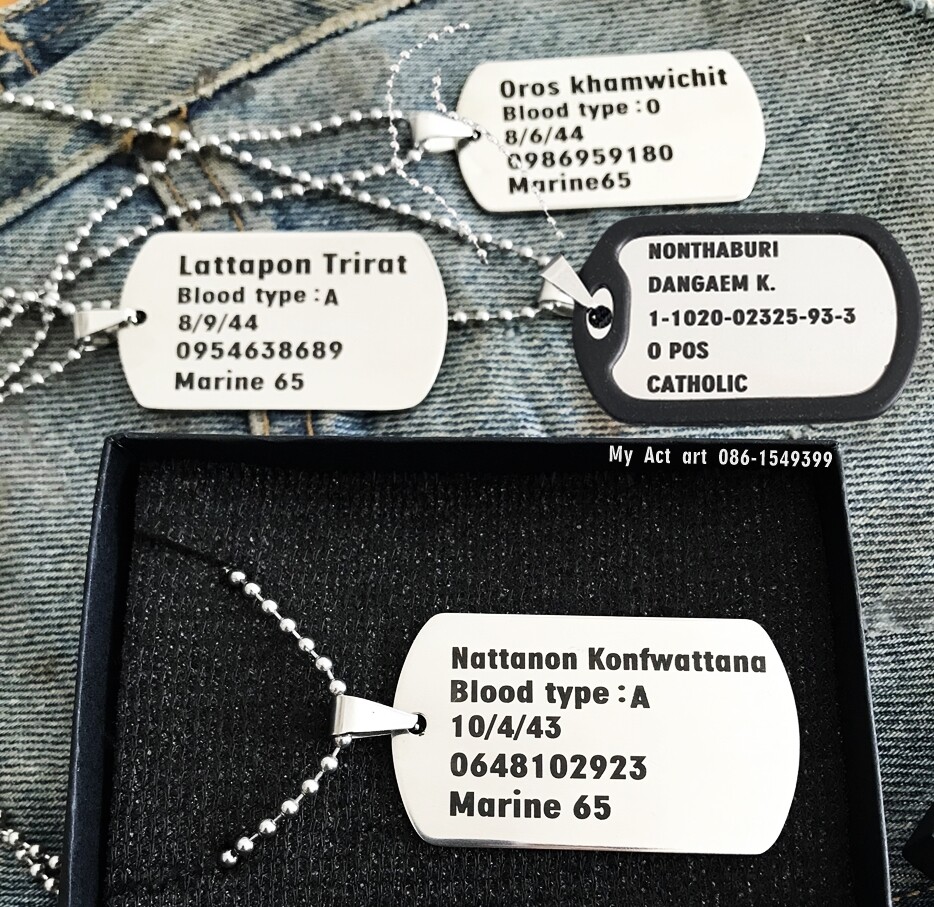 Oros khamwichit
Blood type : O
8/6/44
0986959180
Marine65
Lattapon Trirat
Blood type : A
8/9/44
0954638689
Marine 65
NONTHABURI
DANGAEM K.
1-1020-02325-93-3
O POS
CATHOLIC
My Act art 086-1549399
Nattanon Konfwattana
Blood type : A
10/4/43
0648102923
Marine 65